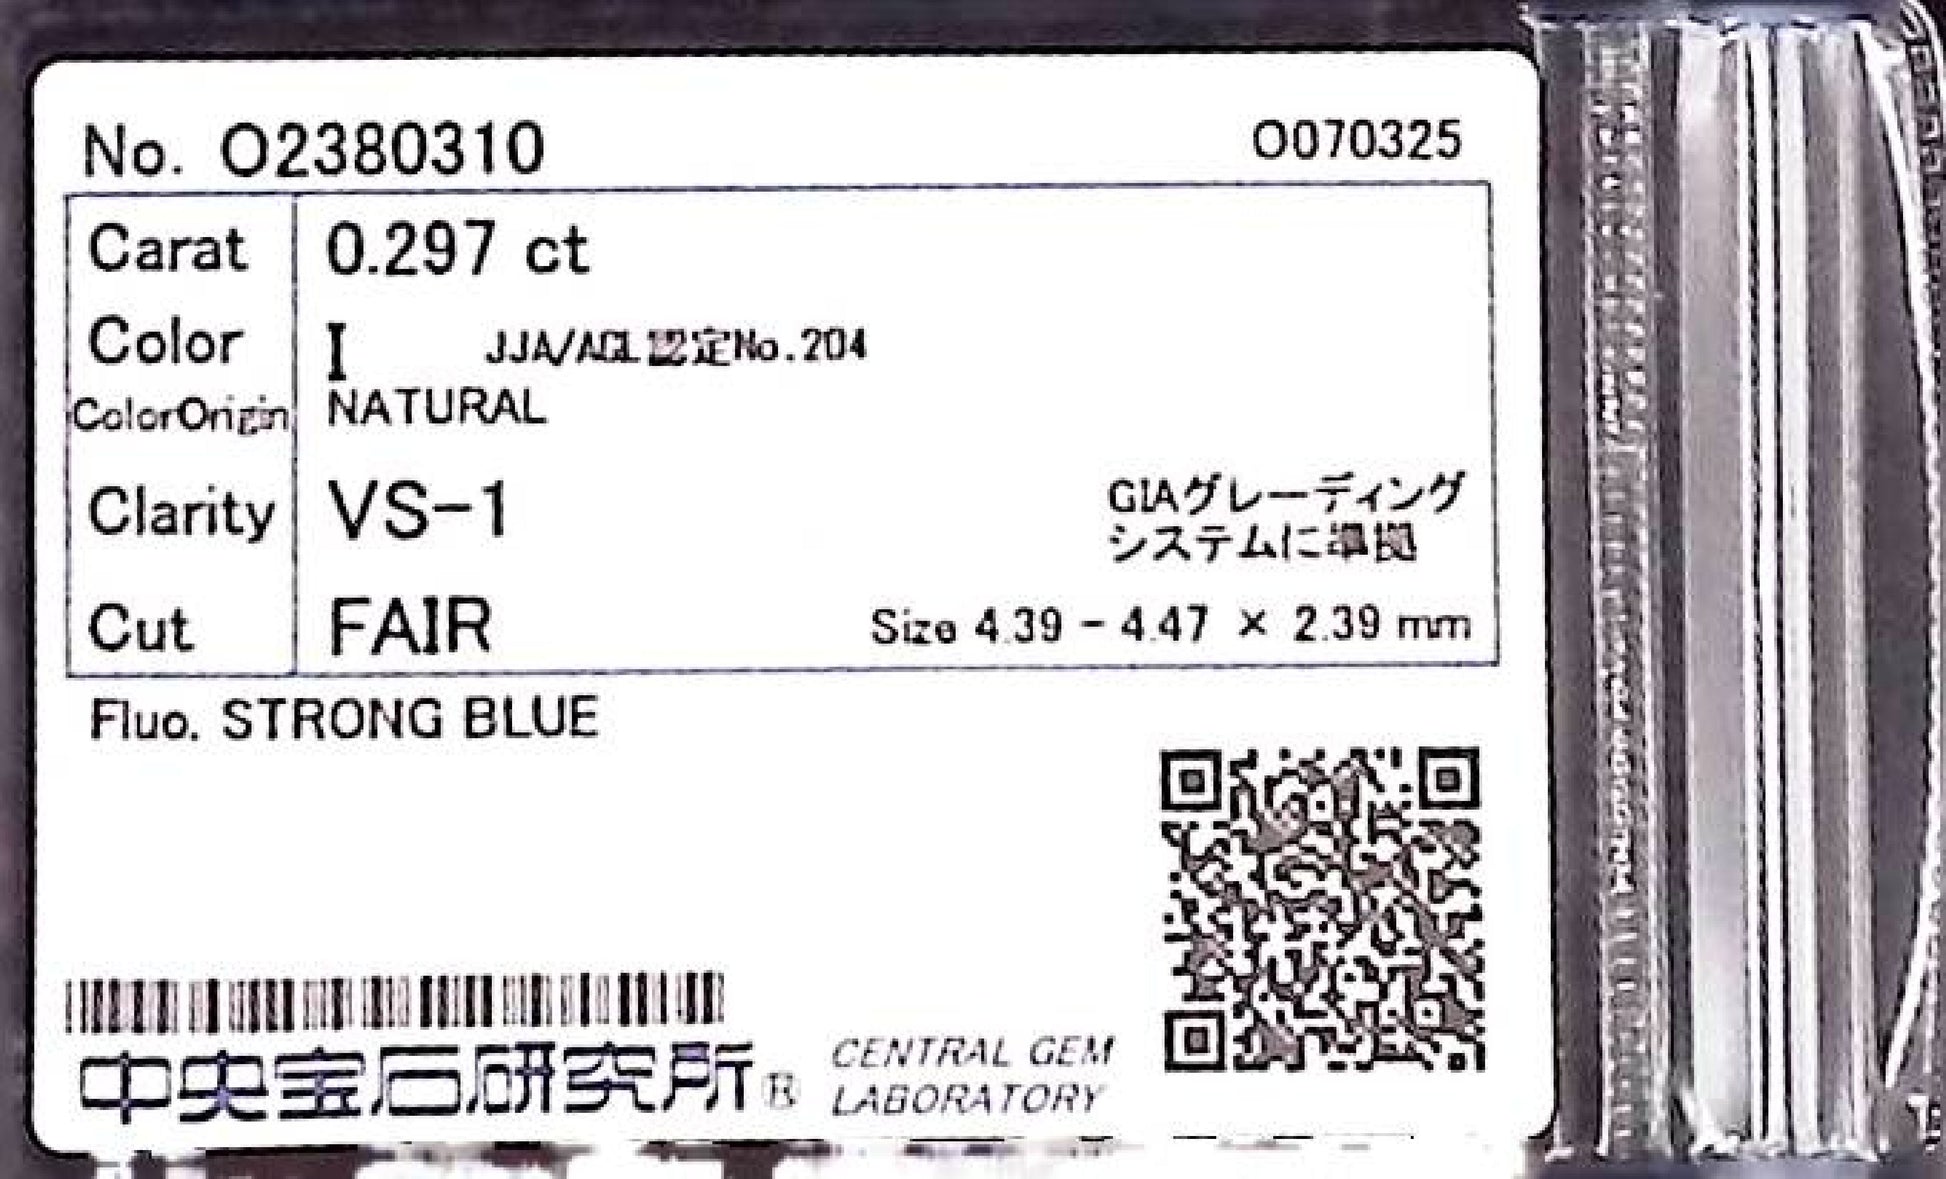 No. O2380310
O070325
Carat 0.297 ct
Color I JJA/AGL認定No.204
ColorOrigin NATURAL
Clarity VS-1
GIAグレーディング
システムに準拠
Cut FAIR Size 4.39 - 4.47 × 2.39 mm
Fluo. STRONG BLUE
中央宝石研究所® CENTRAL GEM
LABORATORY